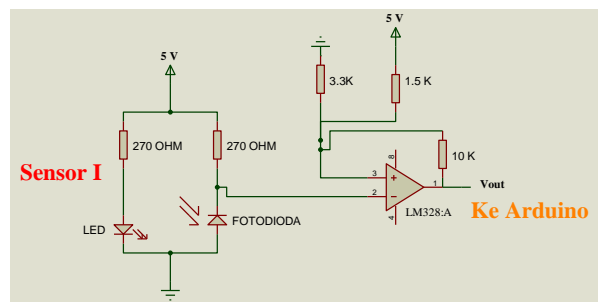 5 V
5 V
3.3K
1.5 K
270 OHM
270 OHM
10 K
Sensor I
8
3
+
1
Vout
2
−
4
LM328:A
Ke Arduino
LED
FOTODIODA